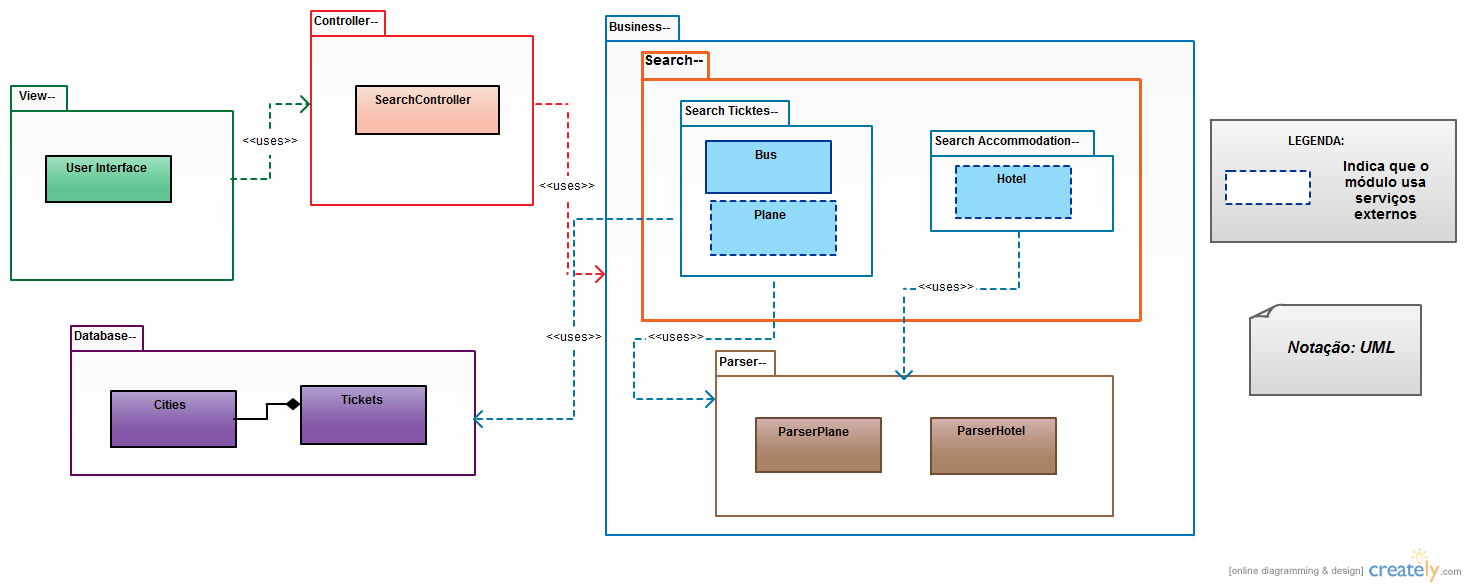 Controller--
SearchController
View--
User Interface
<<uses>>
<<uses>>
Business--
Search--
Search Ticktes--
Bus
Plane
Search Accommodation--
Hotel
<<uses>>
<<uses>>
<<uses>>
Database--
Cities
Tickets
Parser--
ParserPlane
ParserHotel
LEGENDA:
Indica que o
módulo usa
serviços
externos
Notação: UML
[online diagramming & design] creately.com